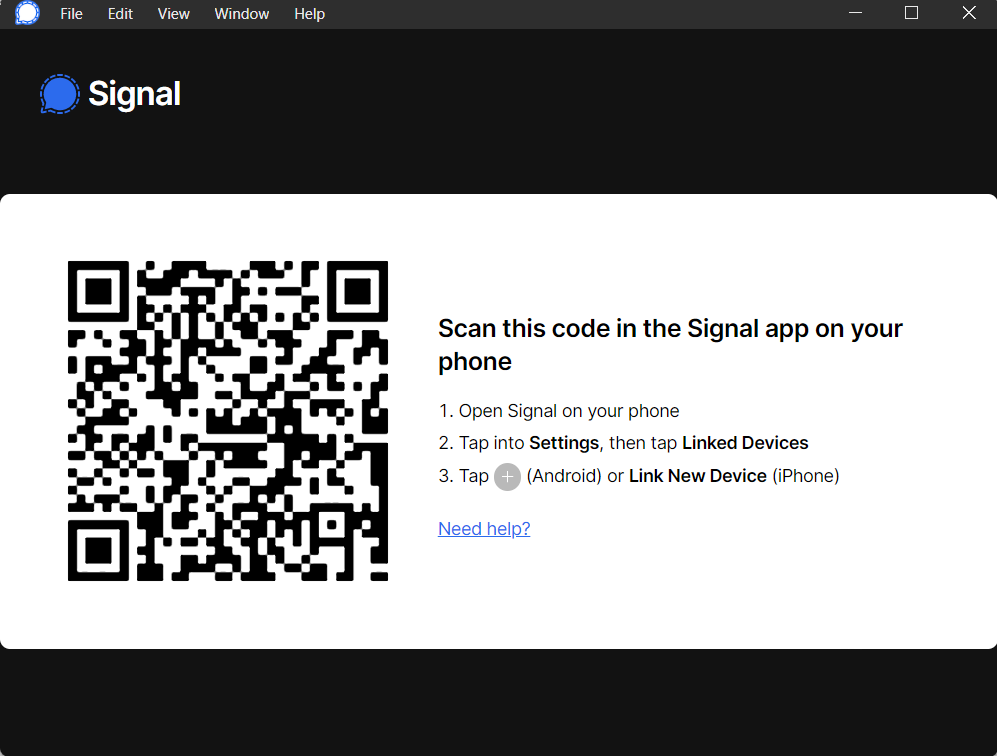 File Edit View Window Help
Signal
Scan this code in the Signal app on your
phone
1. Open Signal on your phone
2. Tap into Settings, then tap Linked Devices
3. Tap + (Android) or Link New Device (iPhone)
Need help?